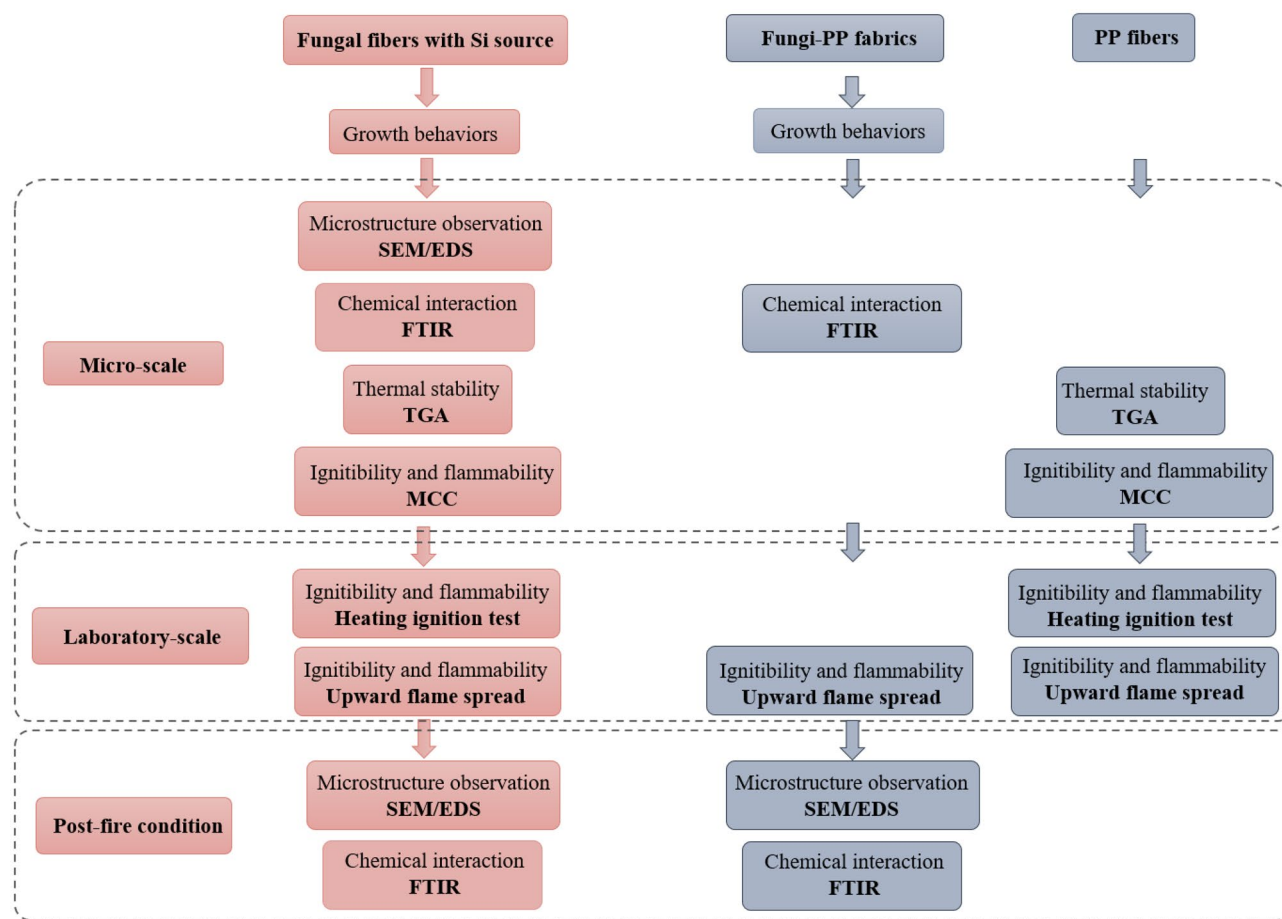 Fungal fibers with Si source
Fungi-PP fabrics
PP fibers
Growth behaviors
Growth behaviors
Micro-scale
Microstructure observation
SEM/EDS
Chemical interaction
FTIR
Chemical interaction
FTIR
Thermal stability
TGA
Thermal stability
TGA
Ignitibility and flammability
MCC
Ignitibility and flammability
MCC
Laboratory-scale
Ignitibility and flammability
Heating ignition test
Ignitibility and flammability
Heating ignition test
Ignitibility and flammability
Upward flame spread
Ignitibility and flammability
Upward flame spread
Ignitibility and flammability
Upward flame spread
Post-fire condition
Microstructure observation
SEM/EDS
Microstructure observation
SEM/EDS
Chemical interaction
FTIR
Chemical interaction
FTIR